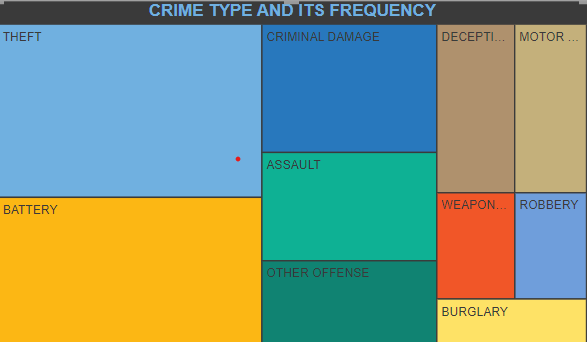 CRIME TYPE AND ITS FREQUENCY
THEFT
BATTERY
CRIMINAL DAMAGE
ASSAULT
OTHER OFFENSE
DECEPTI...
MOTOR ...
WEAPON...
ROBBERY
BURGLARY